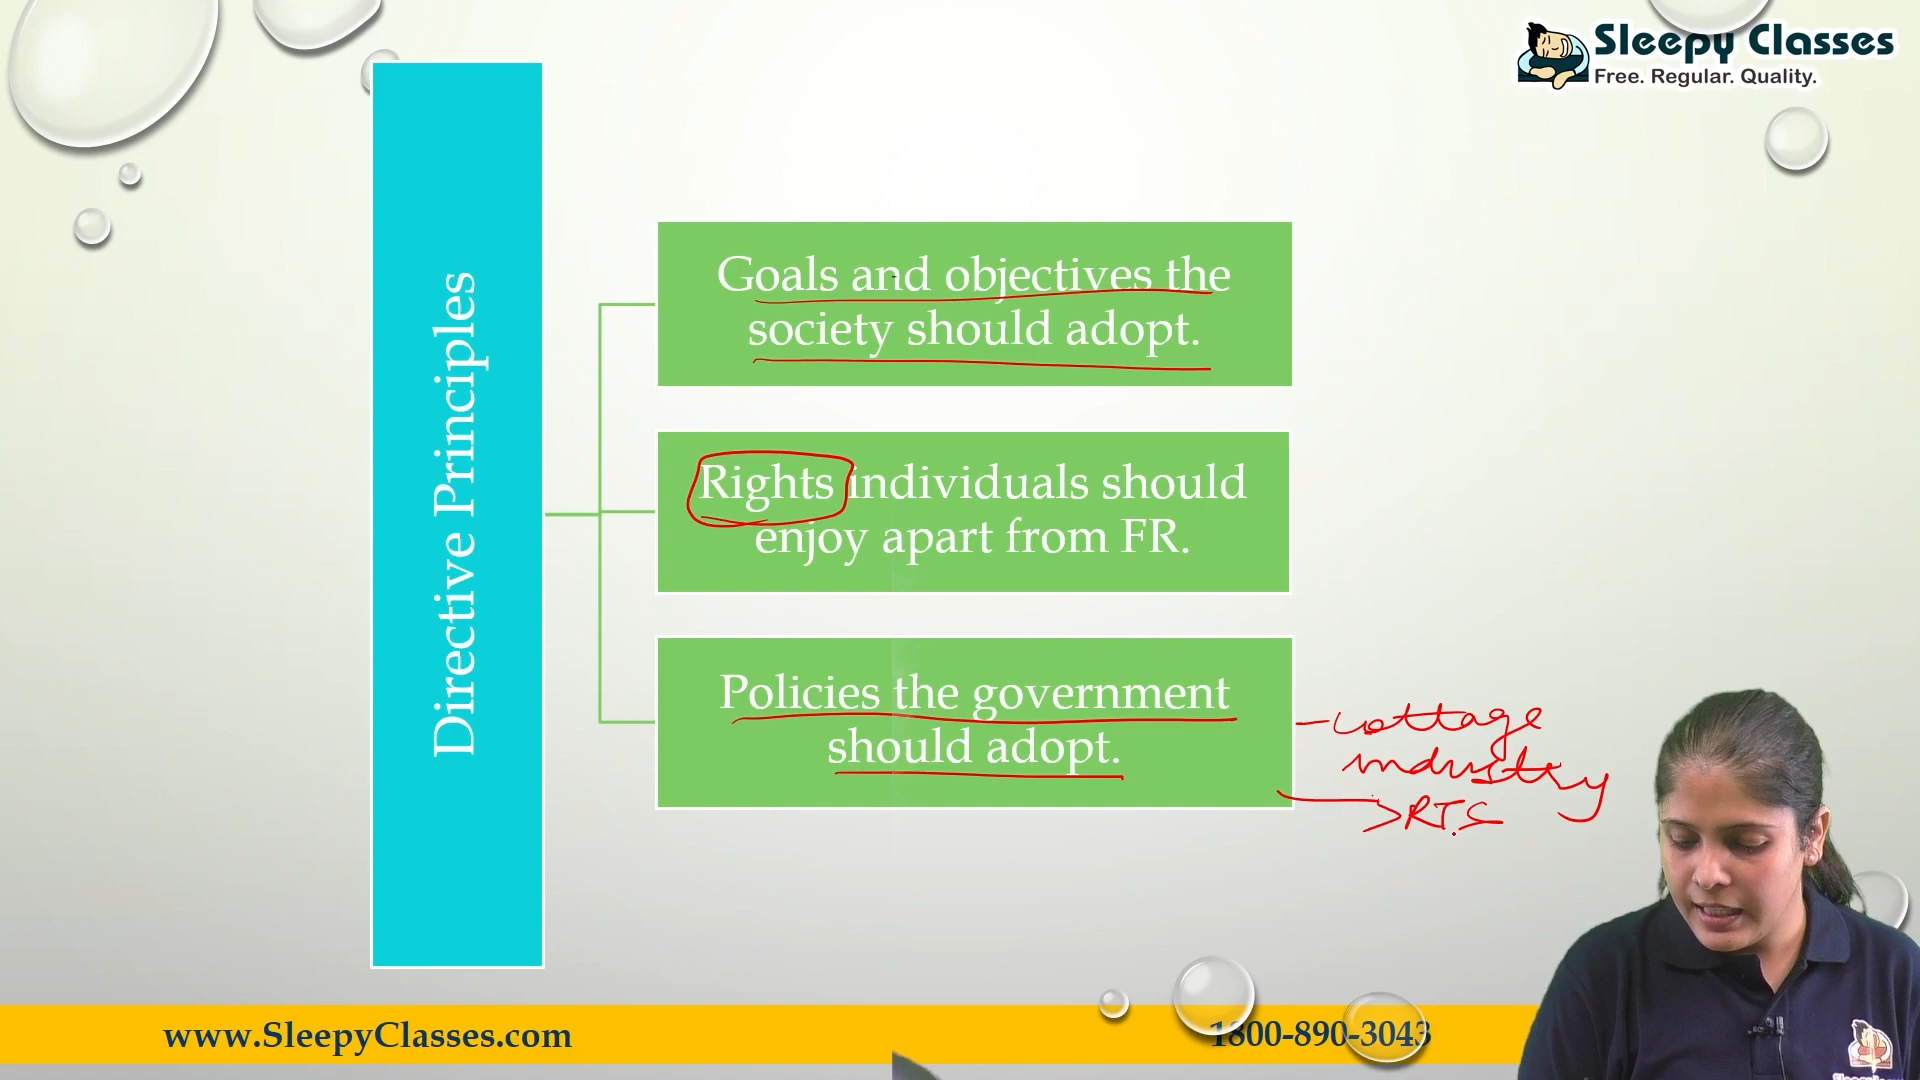 Sleepy Classes
Free. Regular. Quality.
Directive Principles
Goals and objectives the
society should adopt.
Rights individuals should
enjoy apart from FR.
Policies the government
should adopt.
cottage
industry
www.SleepyClasses.com
1800-890-3043